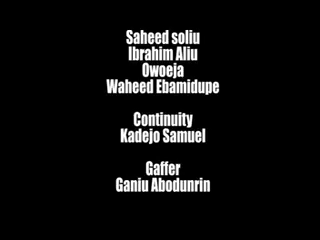 Saheed soliu
Ibrahim Aliu
Owoeja
Waheed Ebamidupe
Continuity
Kadejo Samuel
Gaffer
Ganiu Abodunrin